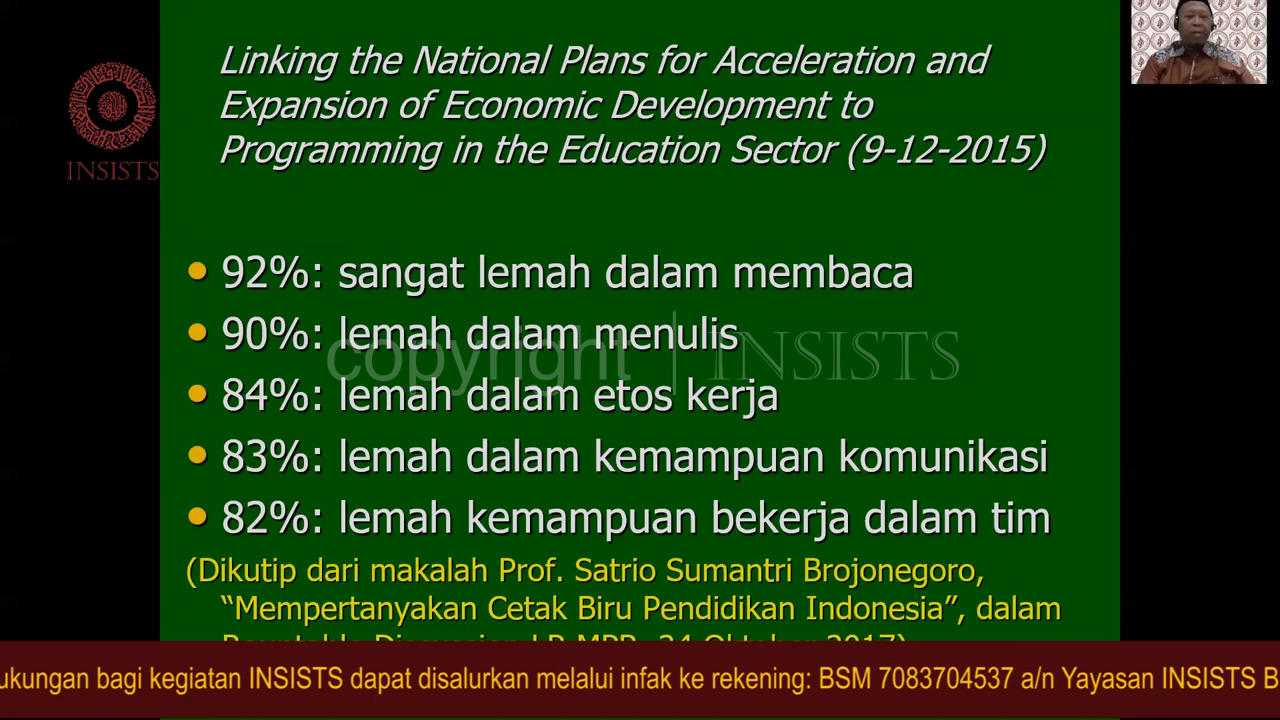 Linking the National Plans for Acceleration and
Expansion of Economic Development to
Programming in the Education Sector (9-12-2015)
INSISTS
• 92%: sangat lemah dalam membaca
• 90%: lemah dalam menulis
copyright | INSISTS
• 84%: lemah dalam etos kerja
• 83%: lemah dalam kemampuan komunikasi
• 82%: lemah kemampuan bekerja dalam tim
(Dikutip dari makalah Prof. Satrio Sumantri Brojonegoro,
“Mempertanyakan Cetak Biru Pendidikan Indonesia”, dalam
ukungan bagi kegiatan INSISTS dapat disalurkan melalui infak ke rekening: BSM 7083704537 a/n Yayasan INSISTS B